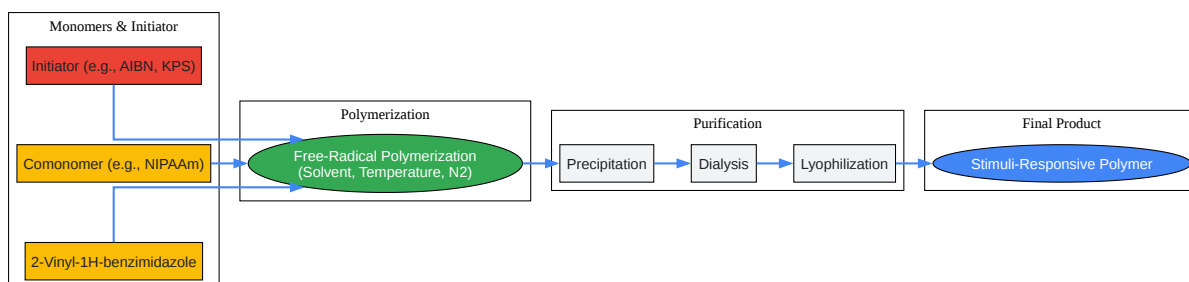 Monomers & Initiator
Initiator (e.g., AIBN, KPS)
Comonomer (e.g., NIPAAm)
2-Vinyl-1H-benzimidazole
Polymerization
Free-Radical Polymerization
(Solvent, Temperature, N2)
Purification
Precipitation
Dialysis
Lyophilization
Final Product
Stimuli-Responsive Polymer